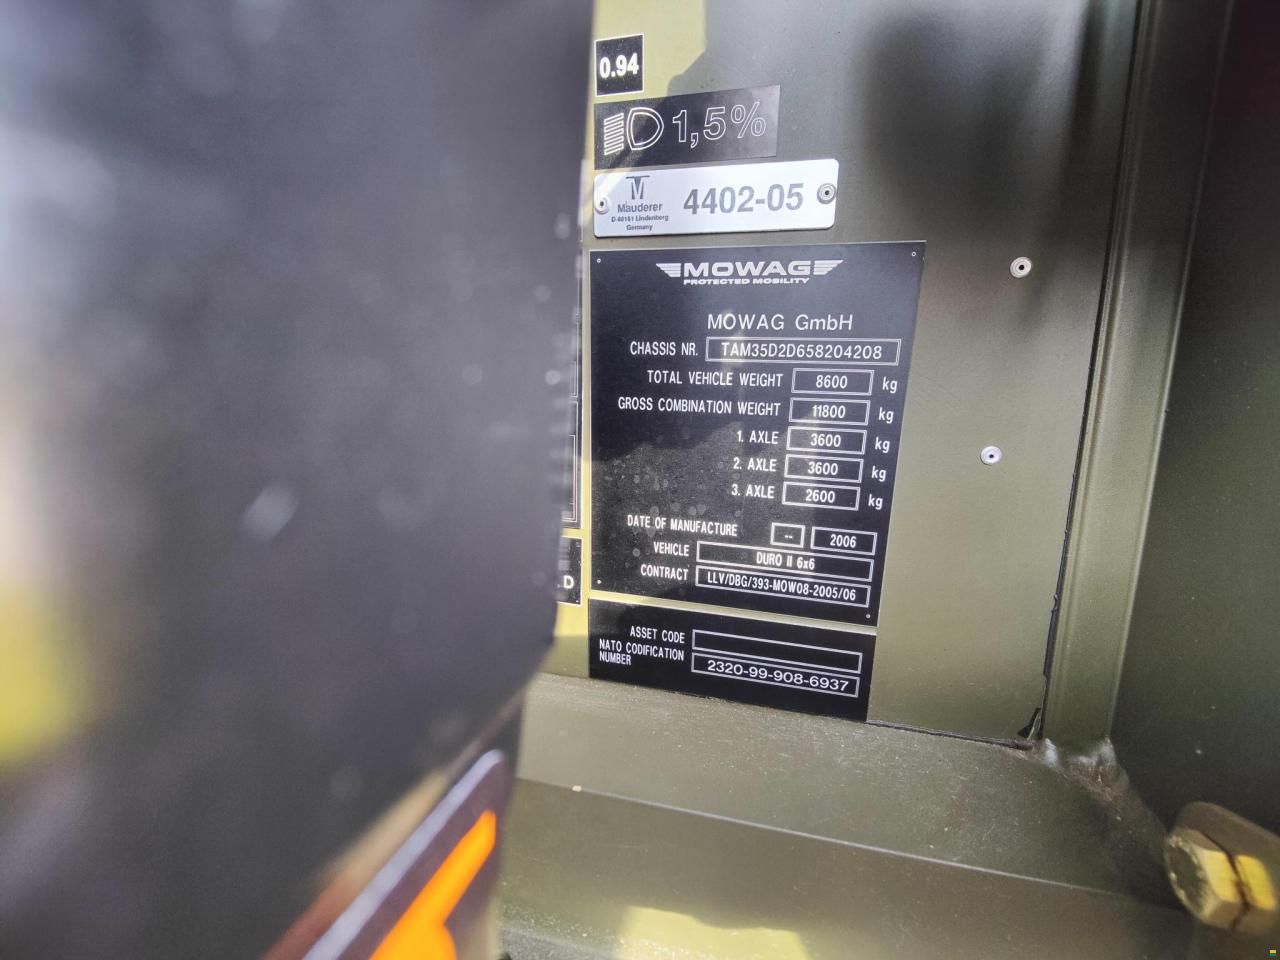 0.94
1,5%
Mauderer
D-88161 Lindenberg
Germany
4402-05
MOWAG
PROTECTED MOBILITY
MOWAG GmbH
CHASSIS NR. TAM35D2D658204208
TOTAL VEHICLE WEIGHT 8600 kg
GROSS COMBINATION WEIGHT 11800 kg
1. AXLE 3600 kg
2. AXLE 3600 kg
3. AXLE 2600 kg
DATE OF MANUFACTURE -- 2006
VEHICLE DURO II 6x6
CONTRACT LLV/DBG/393-MOW08-2005/06
ASSET CODE
NATO CODIFICATION
NUMBER 2320-99-908-6937
.D